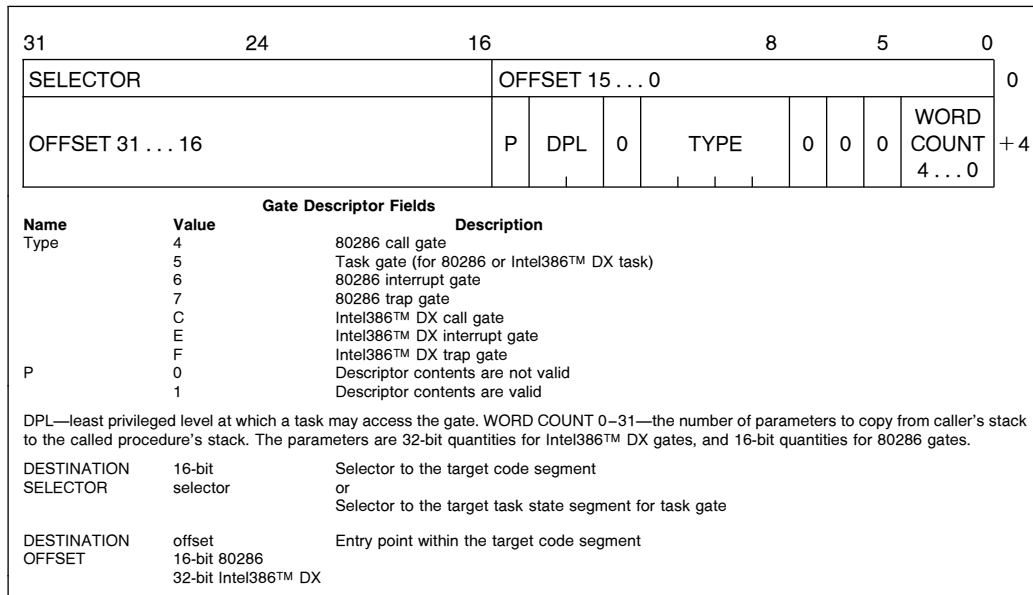 31 24 16 8 5 0
SELECTOR OFFSET 15 . . . 0 0
OFFSET 31 . . . 16 P DPL 0 TYPE 0 0 0 WORD COUNT 4 . . . 0 +4
Gate Descriptor Fields
Name Value Description
Type 4 80286 call gate
5 Task gate (for 80286 or Intel386™ DX task)
6 80286 interrupt gate
7 80286 trap gate
C Intel386™ DX call gate
E Intel386™ DX interrupt gate
F Intel386™ DX trap gate
P 0 Descriptor contents are not valid
1 Descriptor contents are valid
DPL—least privileged level at which a task may access the gate. WORD COUNT 0–31—the number of parameters to copy from caller's stack
to the called procedure's stack. The parameters are 32-bit quantities for Intel386™ DX gates, and 16-bit quantities for 80286 gates.
DESTINATION 16-bit Selector to the target code segment
SELECTOR selector or
Selector to the target task state segment for task gate
DESTINATION offset Entry point within the target code segment
OFFSET 16-bit 80286
32-bit Intel386™ DX